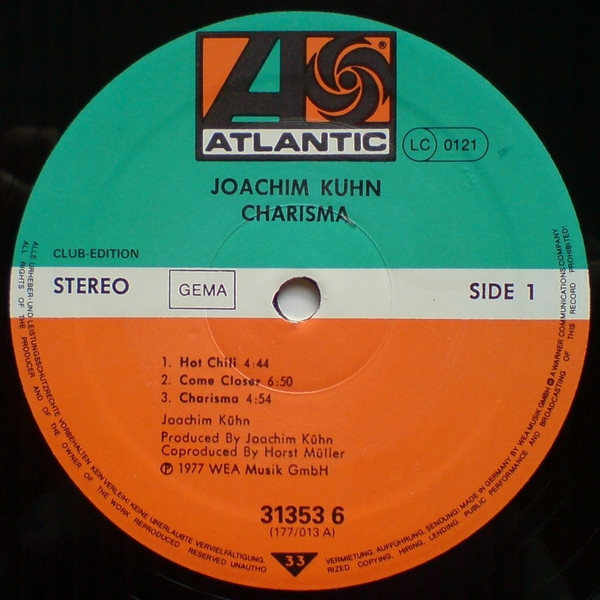 ATLANTIC
®
LC 0121
JOACHIM KUHN
CHARISMA
CLUB-EDITION
STEREO
GEMA
SIDE 1
1. Hot Chili 4:44
2. Come Closer 6:50
3. Charisma 4:54
Joachim Kühn
Produced By Joachim Kühn
Coproduced By Horst Müller
Ⓟ 1977 WEA Musik GmbH
31353 6
(177/013 A)
33
ALLE URHEBER- UND LEISTUNGSSCHUTZRECHTE VORBEHALTEN. KEIN VERLEIH! KEINE UNERLAUBTE VERVIELFÄLTIGUNG,
VERMIETUNG, AUFFÜHRUNG, SENDUNG! MADE IN GERMANY BY WEA MUSIK GMBH A WARNER COMMUNICATIONS COMPANY
ALL RIGHTS OF THE PRODUCER AND OF THE OWNER OF THE WORK REPRODUCED RESERVED UNAUTHO
RIZED COPYING, HIRING, LENDING, PUBLIC PERFORMANCE AND BROADCASTING OF THIS RECORD PROHIBITED!